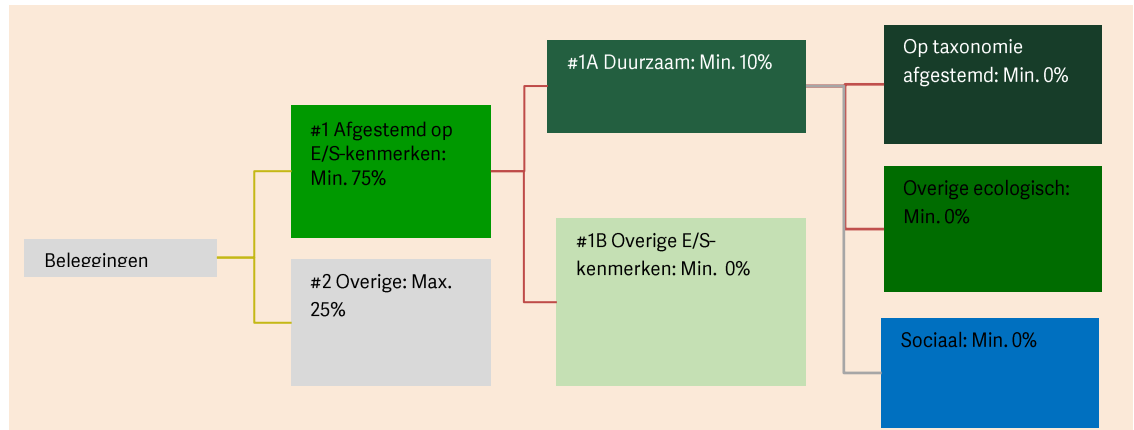 Beleggingen
#1 Afgestemd op
E/S-kenmerken:
Min. 75%
#2 Overige: Max.
25%
#1A Duurzaam: Min. 10%
#1B Overige E/S-
kenmerken: Min.  0%
Op taxonomie
afgestemd: Min. 0%
Overige ecologisch:
Min. 0%
Sociaal: Min. 0%